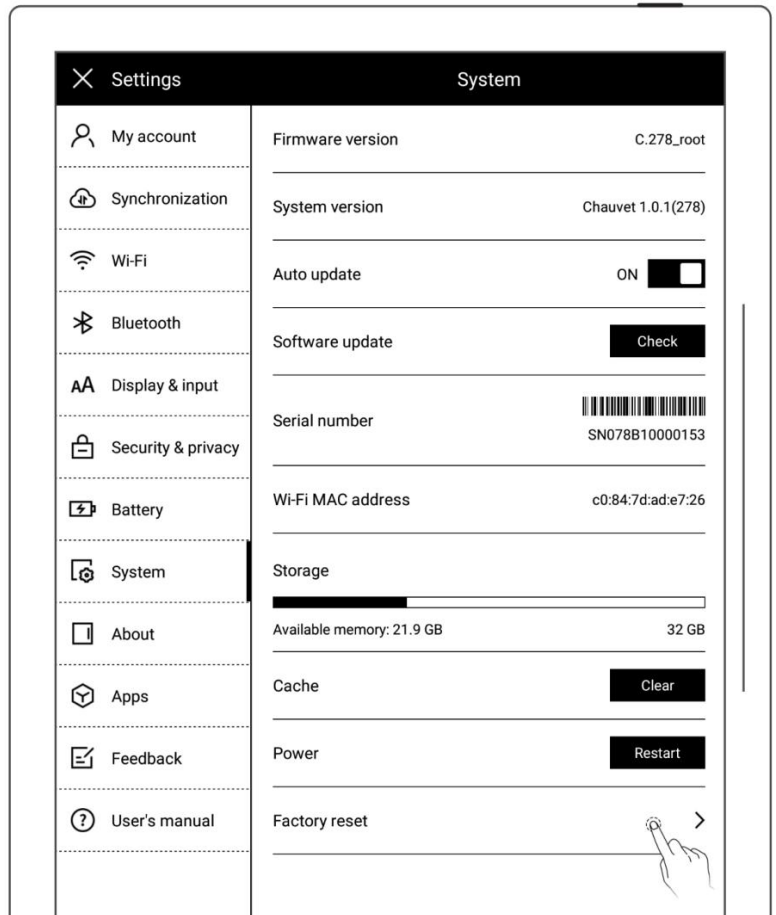 Settings
System
My account
Synchronization
Wi-Fi
Bluetooth
AA Display & input
Security & privacy
Battery
System
About
Apps
Feedback
? User's manual
Firmware version C.278_root
System version Chauvet 1.0.1(278)
Auto update ON
Software update Check
Serial number SN078B10000153
Wi-Fi MAC address c0:84:7d:ad:e7:26
Storage
Available memory: 21.9 GB 32 GB
Cache Clear
Power Restart
Factory reset